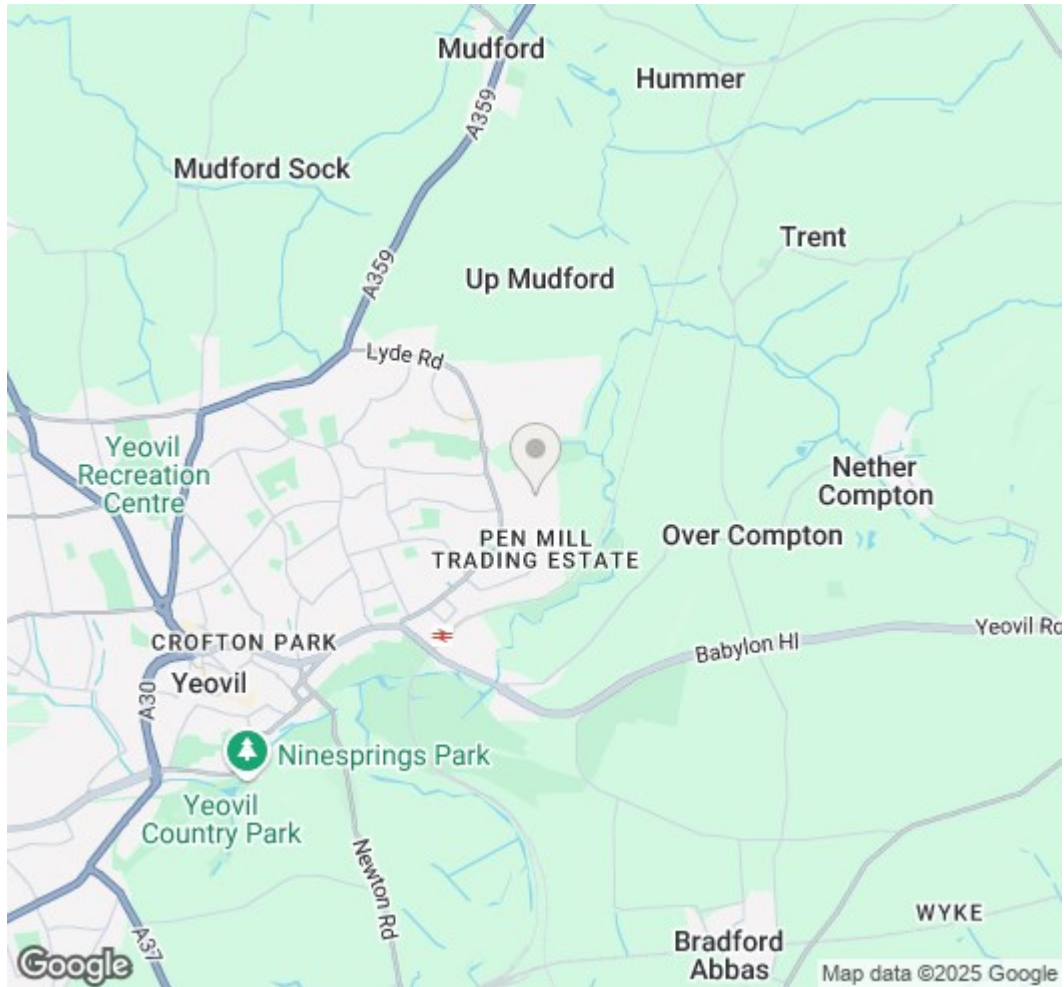 Mudford
Hummer
A359
Mudford Sock
Trent
A359
Up Mudford
Lyde Rd
Yeovil
Recreation
Centre
Nether
Compton
PEN MILL
TRADING ESTATE
Over Compton
CROFTON PARK
Babylon Hl
Yeovil Rd
Yeovil
A30
Ninesprings Park
Yeovil
Country Park
Newton Rd
WYKE
A37
Bradford
Abbas
Google
Map data ©2025 Google